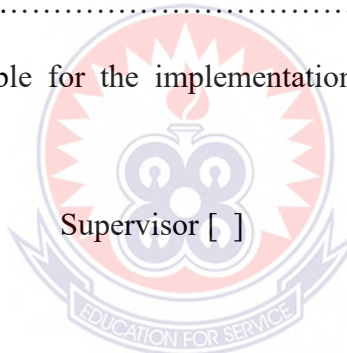 ………………………………
ble for the implementation
Supervisor [ ]
EDUCATION FOR SERVICE